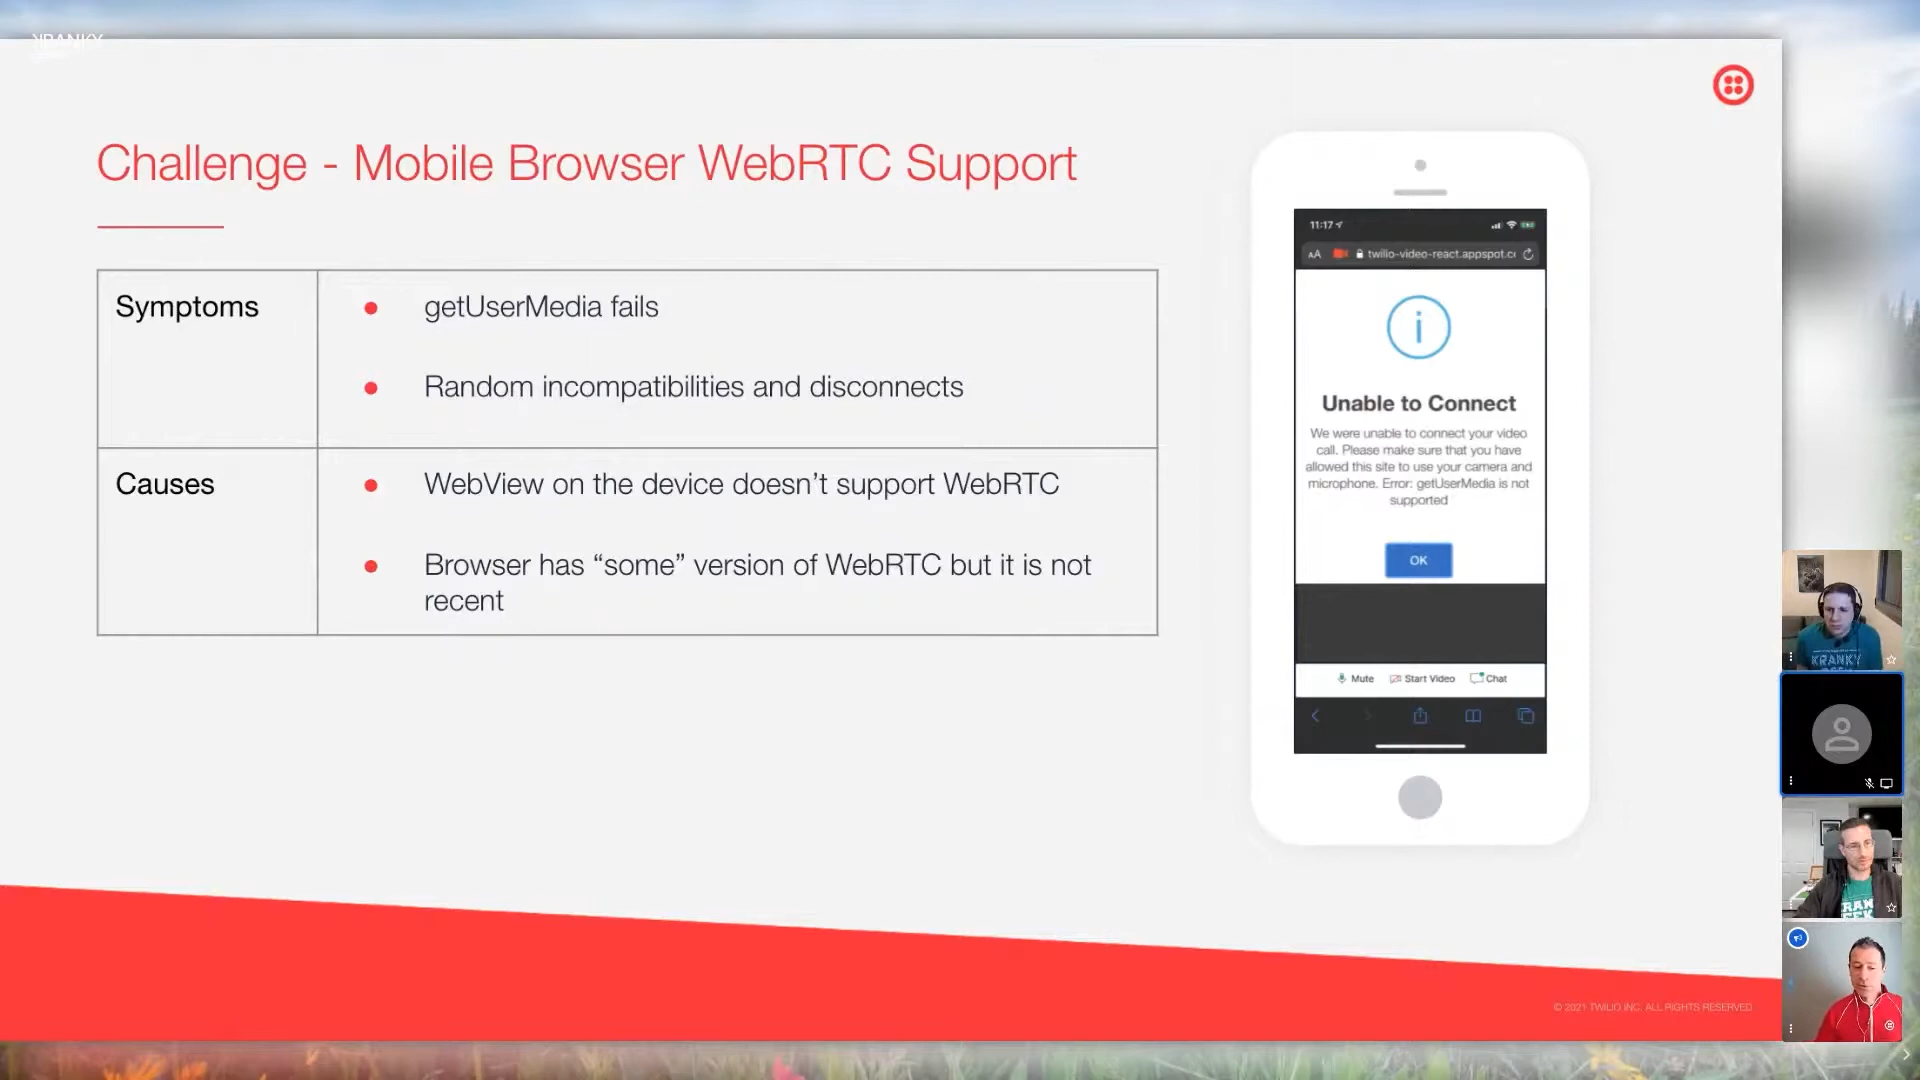 KRANKY
Challenge - Mobile Browser WebRTC Support
Symptoms
getUserMedia fails
Random incompatibilities and disconnects
Causes
WebView on the device doesn’t support WebRTC
Browser has “some” version of WebRTC but it is not
recent
11:17
AA twilio-video-react.appspot.c
i
Unable to Connect
We were unable to connect your video
call. Please make sure that you have
allowed this site to use your camera and
microphone. Error: getUserMedia is not
supported
OK
Mute Start Video Chat
KRANKY
© 2021 TWILIO INC. ALL RIGHTS RESERVED